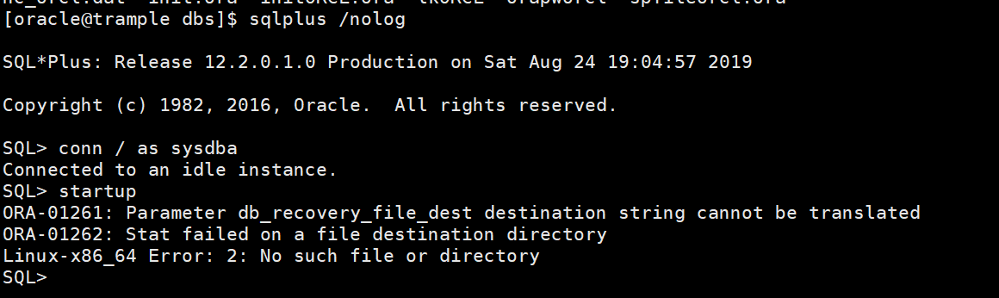 [oracle@trample dbs]$ sqlplus /nolog
SQL*Plus: Release 12.2.0.1.0 Production on Sat Aug 24 19:04:57 2019
Copyright (c) 1982, 2016, Oracle.  All rights reserved.
SQL> conn / as sysdba
Connected to an idle instance.
SQL> startup
ORA-01261: Parameter db_recovery_file_dest destination string cannot be translated
ORA-01262: Stat failed on a file destination directory
Linux-x86_64 Error: 2: No such file or directory
SQL>